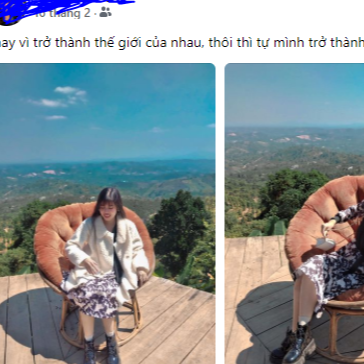 tháng 2 ·
ay vì trở thành thế giới của nhau, thôi thì tự mình trở thành